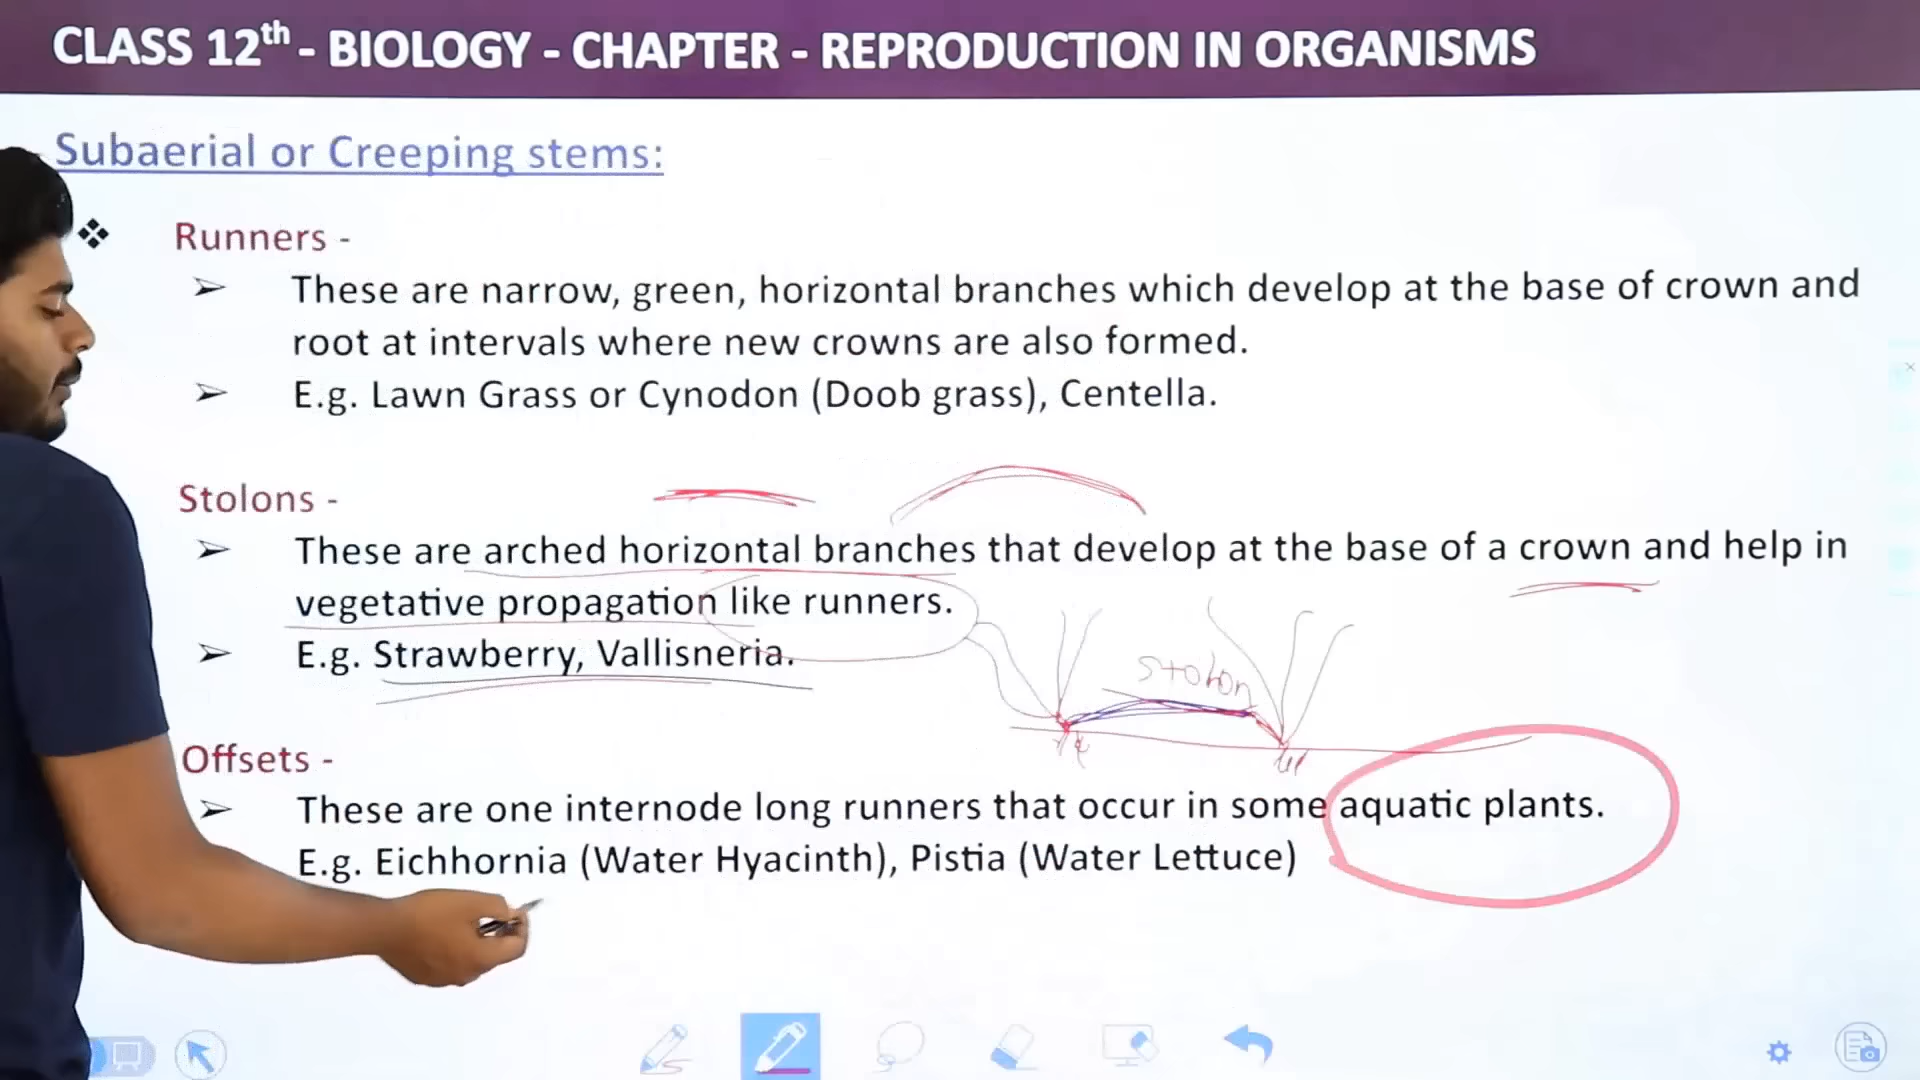 CLASS 12th - BIOLOGY - CHAPTER - REPRODUCTION IN ORGANISMS
Subaerial or Creeping stems:
❖ Runners -
➢ These are narrow, green, horizontal branches which develop at the base of crown and
root at intervals where new crowns are also formed.
➢ E.g. Lawn Grass or Cynodon (Doob grass), Centella.
Stolons -
➢ These are arched horizontal branches that develop at the base of a crown and help in
vegetative propagation like runners.
➢ E.g. Strawberry, Vallisneria.
stolon
Offsets -
➢ These are one internode long runners that occur in some aquatic plants.
E.g. Eichhornia (Water Hyacinth), Pistia (Water Lettuce)